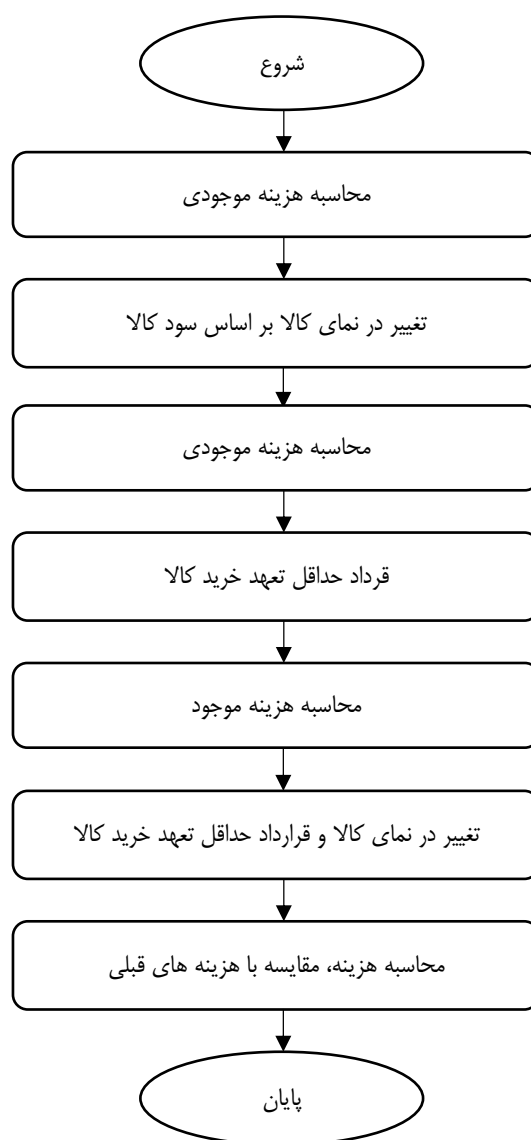 شروع
محاسبه هزینه موجودی
تغییر در نمای کالا بر اساس سود کالا
محاسبه هزینه موجودی
قرداد حداقل تعهد خرید کالا
محاسبه هزینه موجود
تغییر در نمای کالا و قرارداد حداقل تعهد خرید کالا
محاسبه هزینه، مقایسه با هزینه های قبلی
پایان